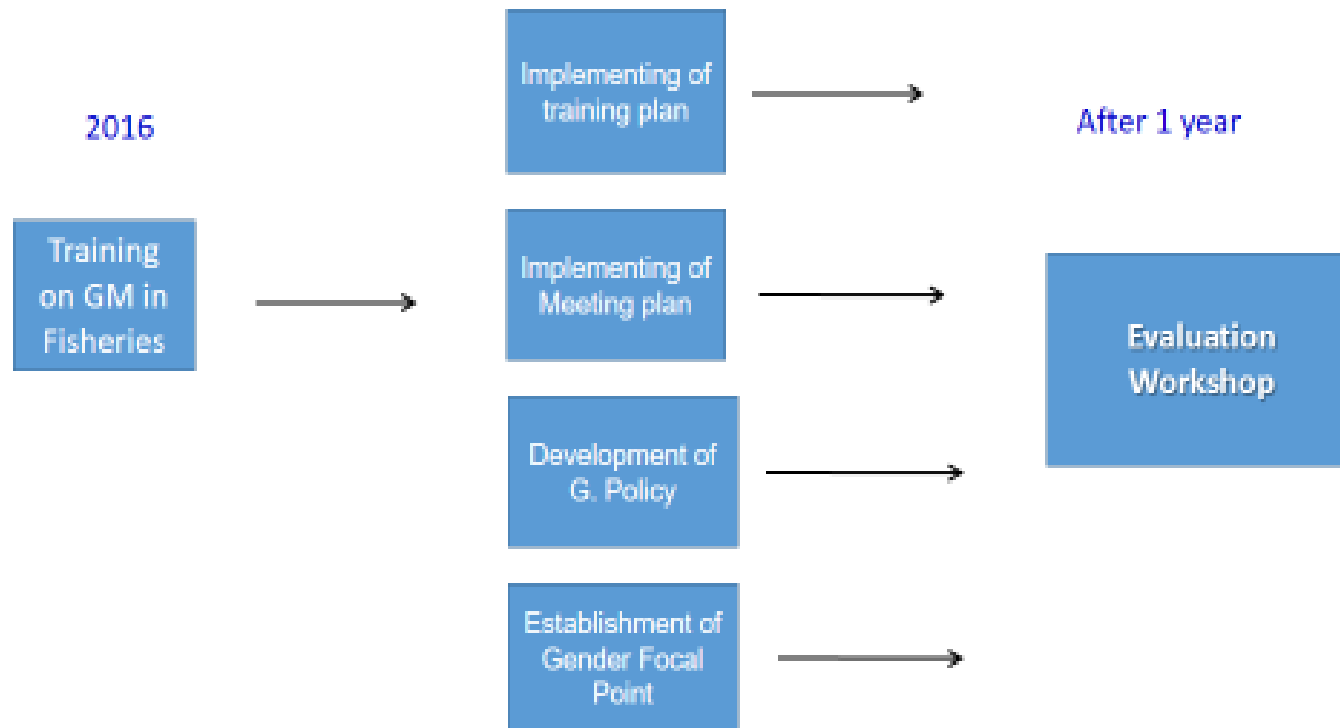 2016
Training
on GM in
Fisheries
Implementing of
training plan
Implementing of
Meeting plan
Development of
G. Policy
Establishment of
Gender Focal
Point
After 1 year
Evaluation
Workshop